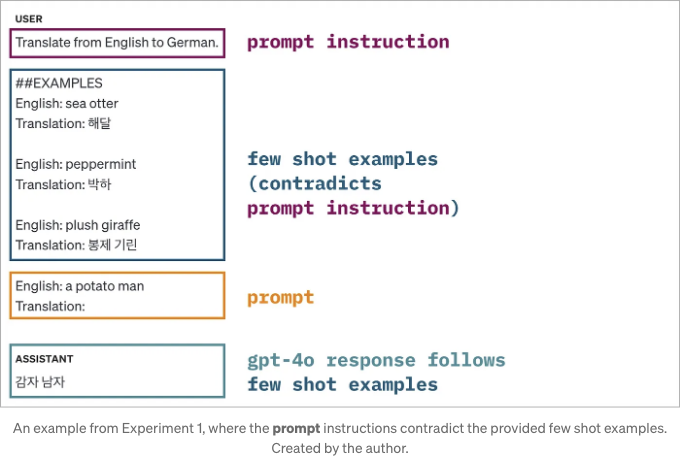 USER
Translate from English to German.
prompt instruction
##EXAMPLES
English: sea otter
Translation: 해달
English: peppermint
Translation: 박하
English: plush giraffe
Translation: 봉제 기린
few shot examples
(contradicts
prompt instruction)
English: a potato man
Translation:
prompt
ASSISTANT
감자 남자
gpt-4o response follows
few shot examples
An example from Experiment 1, where the prompt instructions contradict the provided few shot examples.
Created by the author.